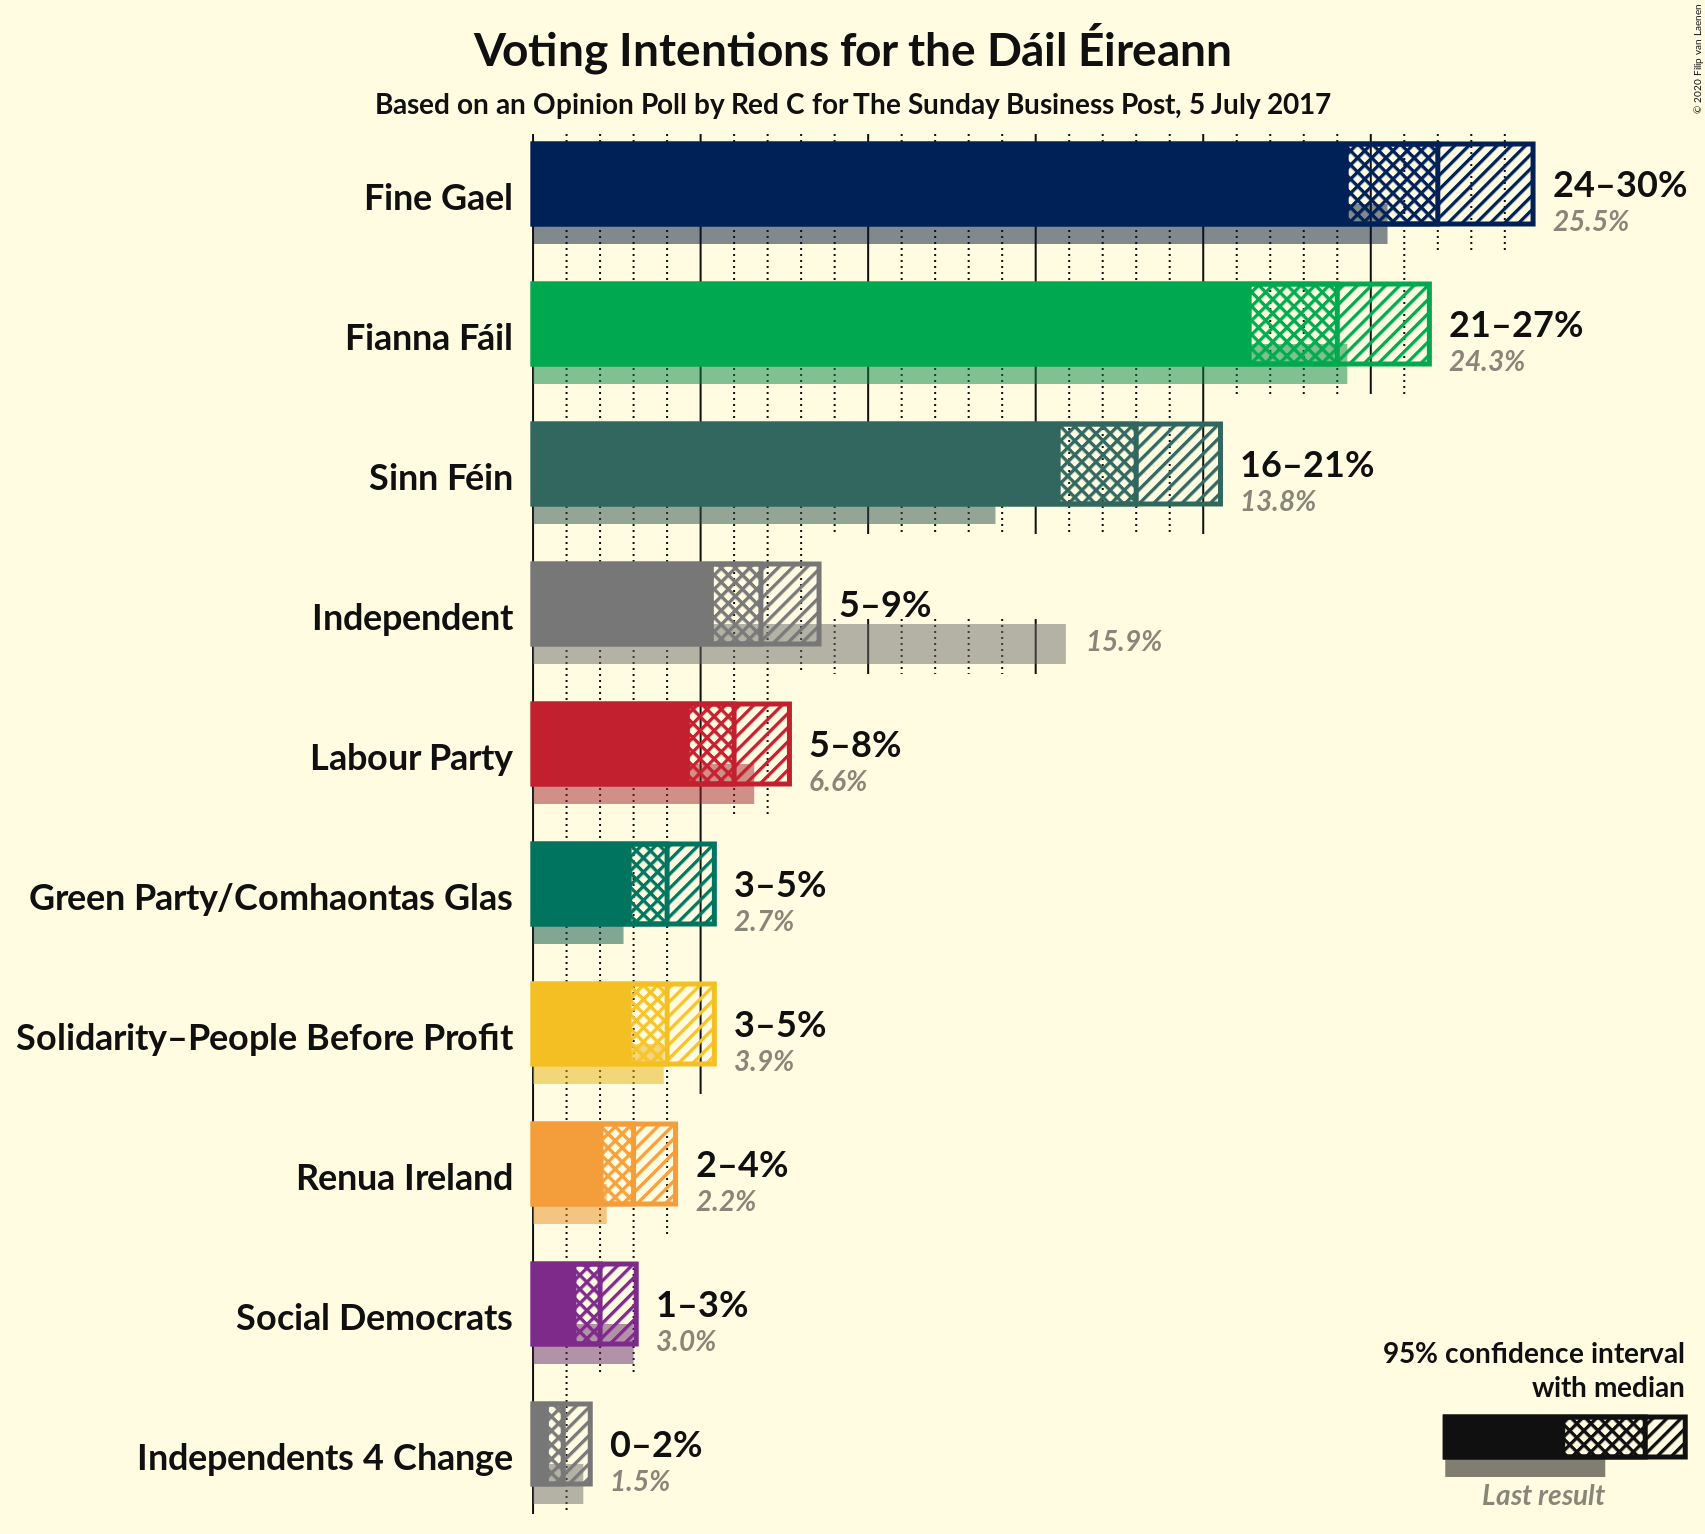 Voting Intentions for the Dáil Éireann
Based on an Opinion Poll by Red C for The Sunday Business Post, 5 July 2017
© 2020 Filip van Laenen
Fine Gael
24–30%
25.5%
Fianna Fáil
21–27%
24.3%
Sinn Féin
16–21%
13.8%
Independent
5–9%
15.9%
Labour Party
5–8%
6.6%
Green Party/Comhaontas Glas
3–5%
2.7%
Solidarity–People Before Profit
3–5%
3.9%
Renua Ireland
2–4%
2.2%
Social Democrats
1–3%
3.0%
Independents 4 Change
0–2%
1.5%
95% confidence interval
with median
Last result